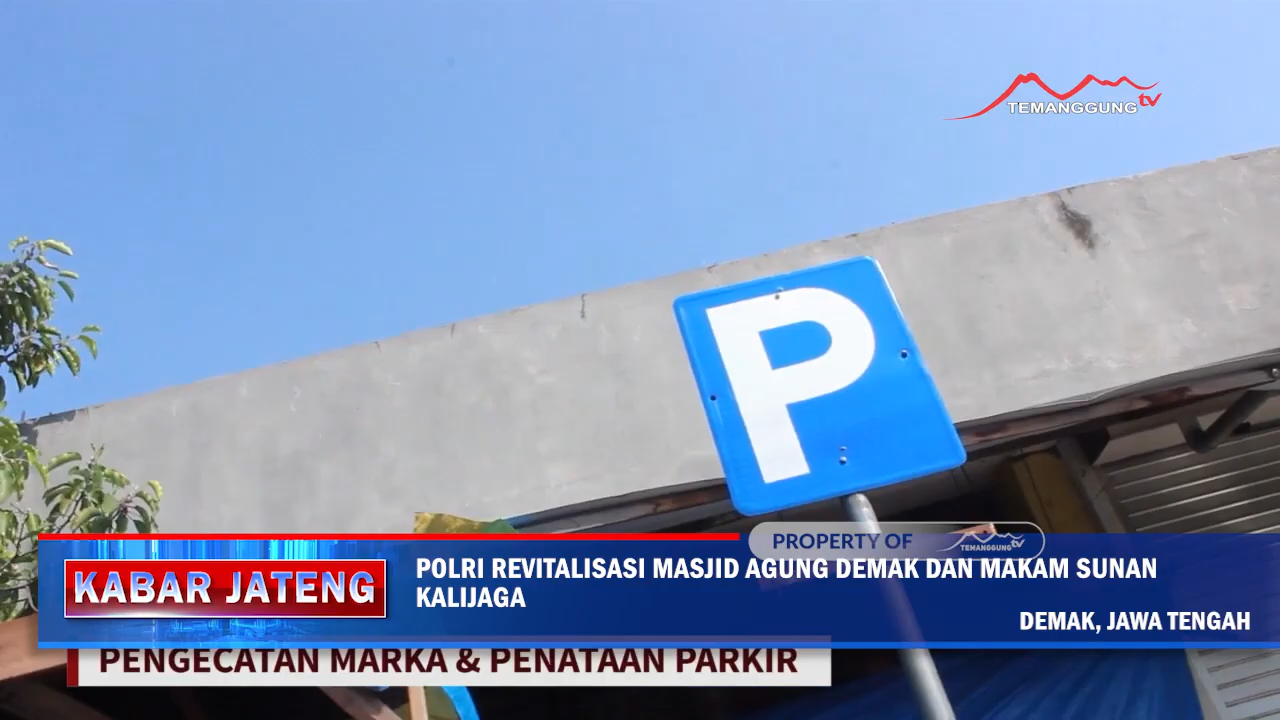 TEMANGGUNG tv
P
PROPERTY OF TEMANGGUNG tv
KABAR JATENG
POLRI REVITALISASI MASJID AGUNG DEMAK DAN MAKAM SUNAN
KALIJAGA
DEMAK, JAWA TENGAH
PENGECATAN MARKA & PENATAAN PARKIR